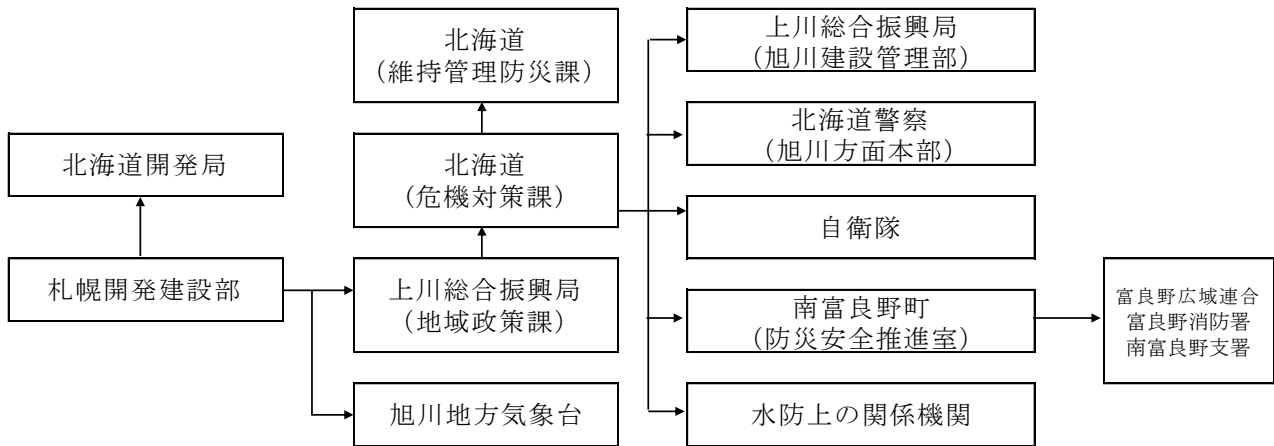 北海道開発局
札幌開発建設部
北海道
（維持管理防災課）
北海道
（危機対策課）
上川総合振興局
（地域政策課）
旭川地方気象台
上川総合振興局
（旭川建設管理部）
北海道警察
（旭川方面本部）
自衛隊
南富良野町
（防災安全推進室）
水防上の関係機関
富良野広域連合
富良野消防署
南富良野支署